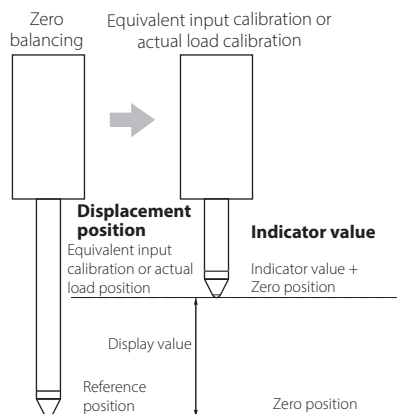 Zero
balancing
Equivalent input calibration or
actual load calibration
Displacement
position
Equivalent input
calibration or actual
load position
Indicator value
Indicator value +
Zero position
Display value
Reference
position
Zero position